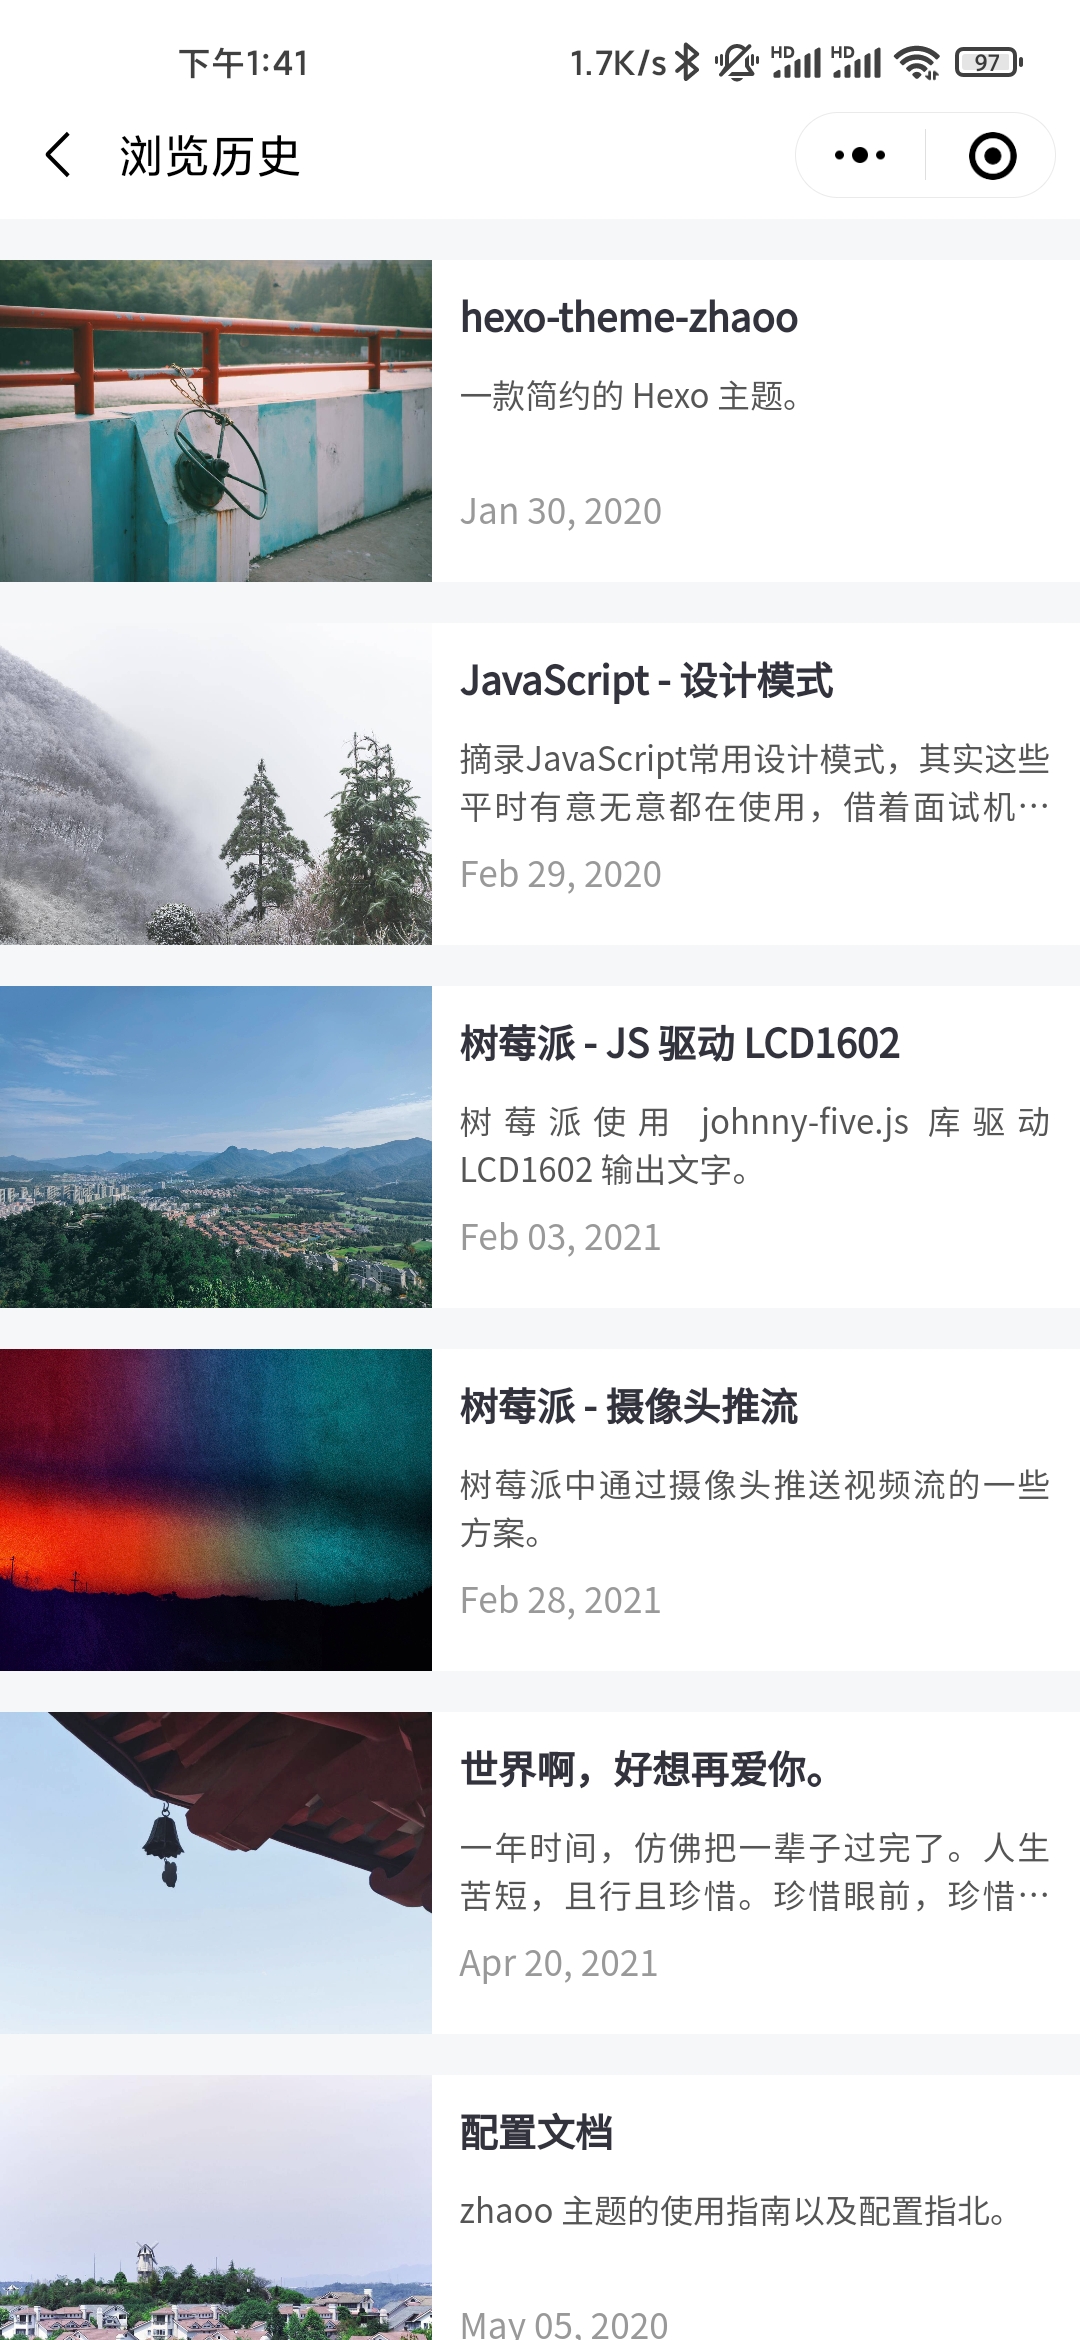 下午1:41
1.7K/s
HD
HD
97
浏览历史
hexo-theme-zhaoo
一款简约的 Hexo 主题。
Jan 30, 2020
JavaScript - 设计模式
摘录JavaScript常用设计模式，其实这些
平时有意无意都在使用，借着面试机…
Feb 29, 2020
树莓派 - JS 驱动 LCD1602
树莓派使用 johnny-five.js 库驱动
LCD1602 输出文字。
Feb 03, 2021
树莓派 - 摄像头推流
树莓派中通过摄像头推送视频流的一些
方案。
Feb 28, 2021
世界啊，好想再爱你。
一年时间，仿佛把一辈子过完了。人生
苦短，且行且珍惜。珍惜眼前，珍惜…
Apr 20, 2021
配置文档
zhaoo 主题的使用指南以及配置指北。
May 05, 2020